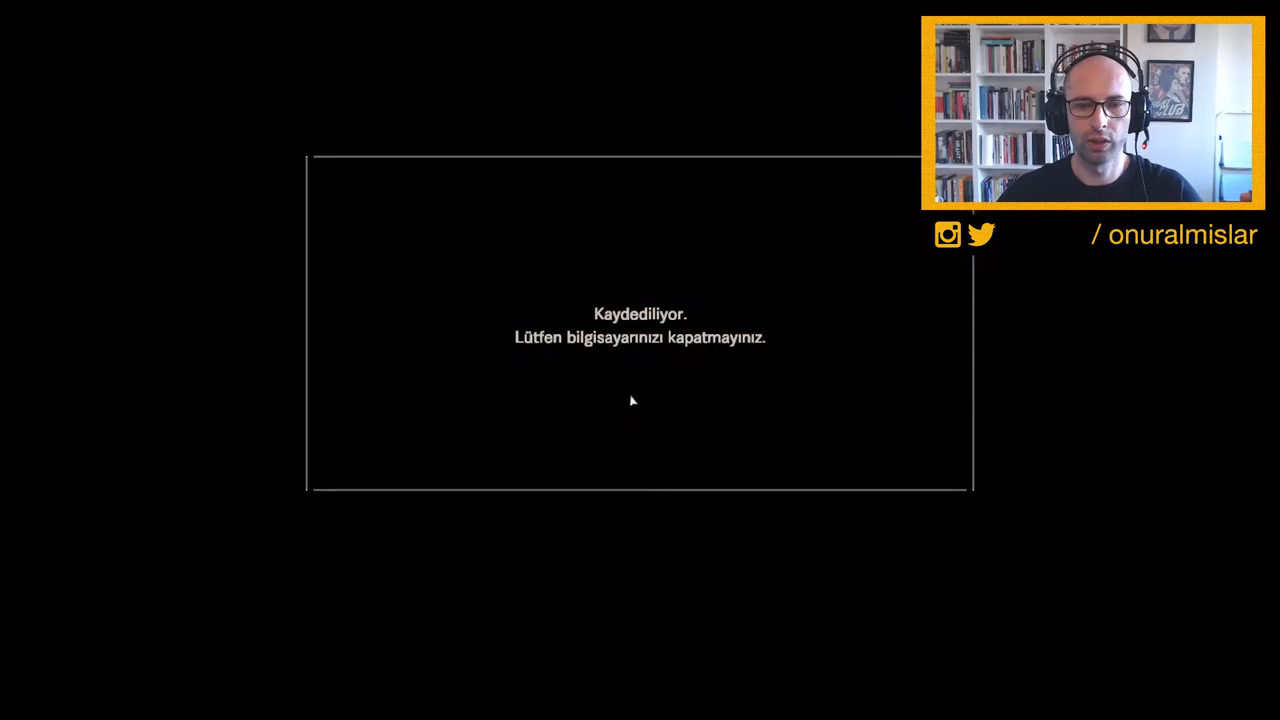 / onuralmislar
Kaydediliyor.
Lütfen bilgisayarınızı kapatmayınız.